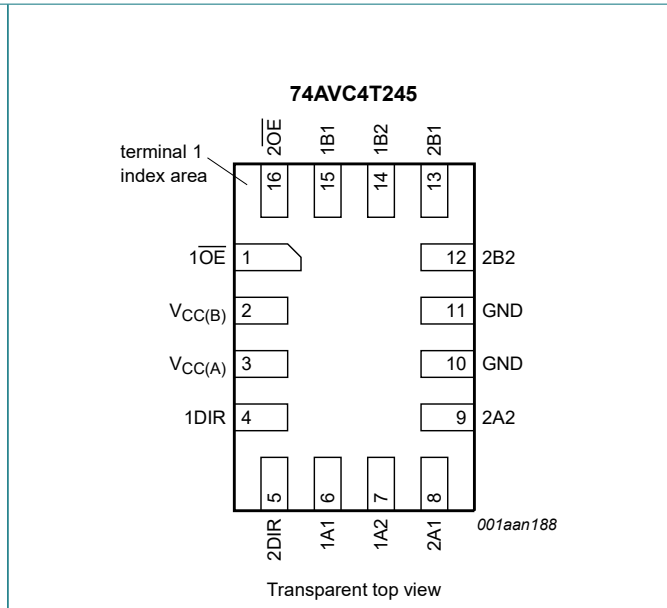 74AVC4T245
terminal 1
index area
2OE
1B1
1B2
2B1
16
15
14
13
1OE
1
12
2B2
VCC(B)
2
11
GND
VCC(A)
3
10
GND
1DIR
4
9
2A2
5
6
7
8
2DIR
1A1
1A2
2A1
001aan188
Transparent top view